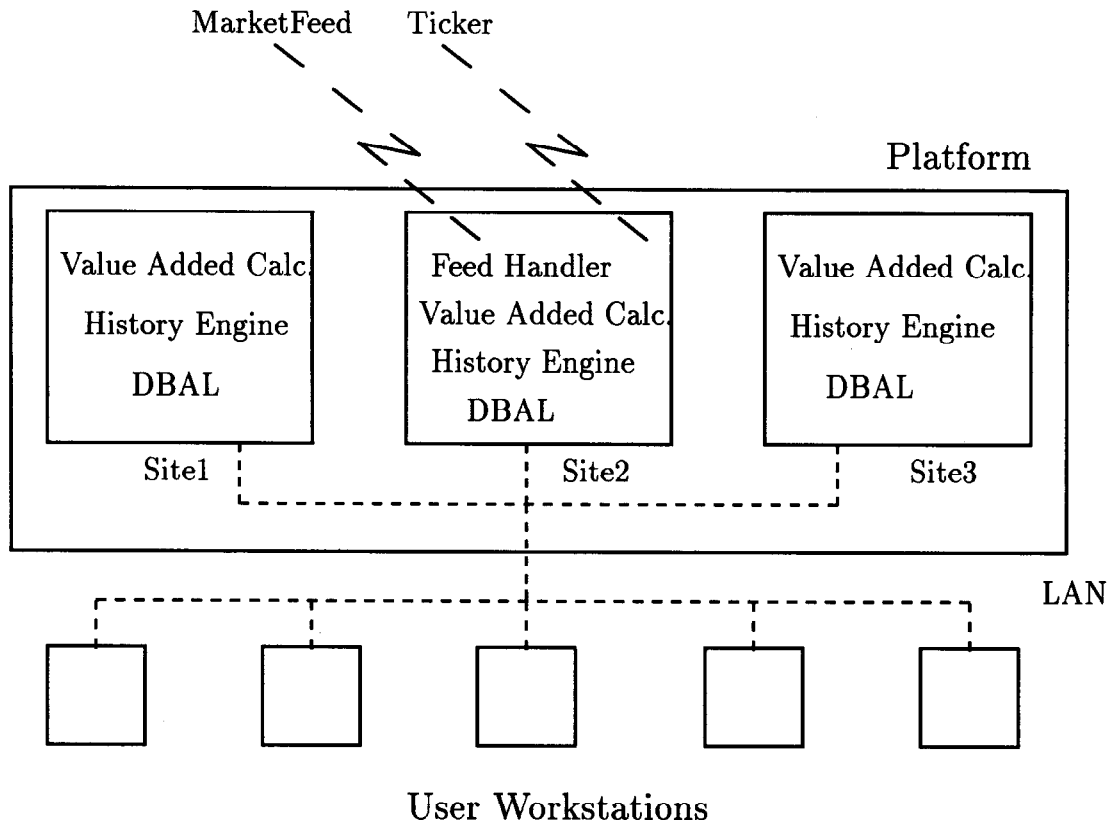 MarketFeed Ticker
Platform
Value Added Calc.
History Engine
DBAL
Site1
Feed Handler
Value Added Calc.
History Engine
DBAL
Site2
Value Added Calc.
History Engine
DBAL
Site3
LAN
User Workstations